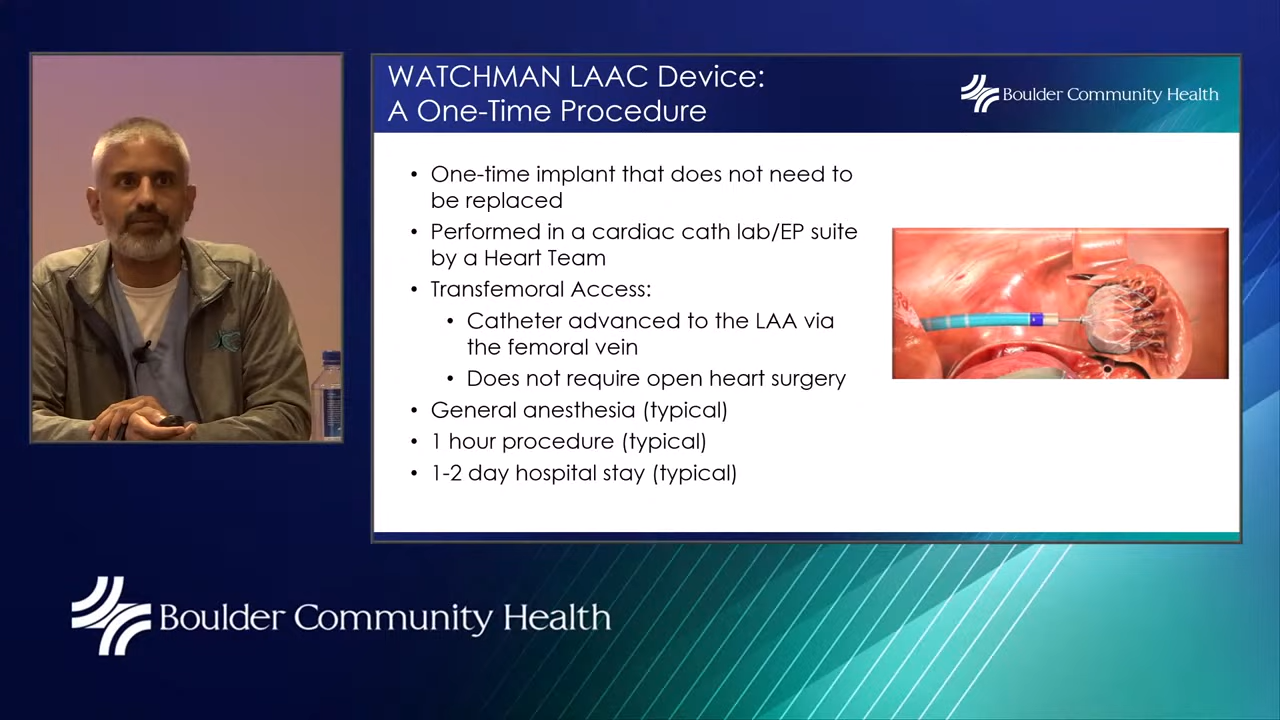 WATCHMAN LAAC Device:
A One-Time Procedure
Boulder Community Health
• One-time implant that does not need to
be replaced
• Performed in a cardiac cath lab/EP suite
by a Heart Team
• Transfemoral Access:
• Catheter advanced to the LAA via
the femoral vein
• Does not require open heart surgery
• General anesthesia (typical)
• 1 hour procedure (typical)
• 1-2 day hospital stay (typical)
Boulder Community Health